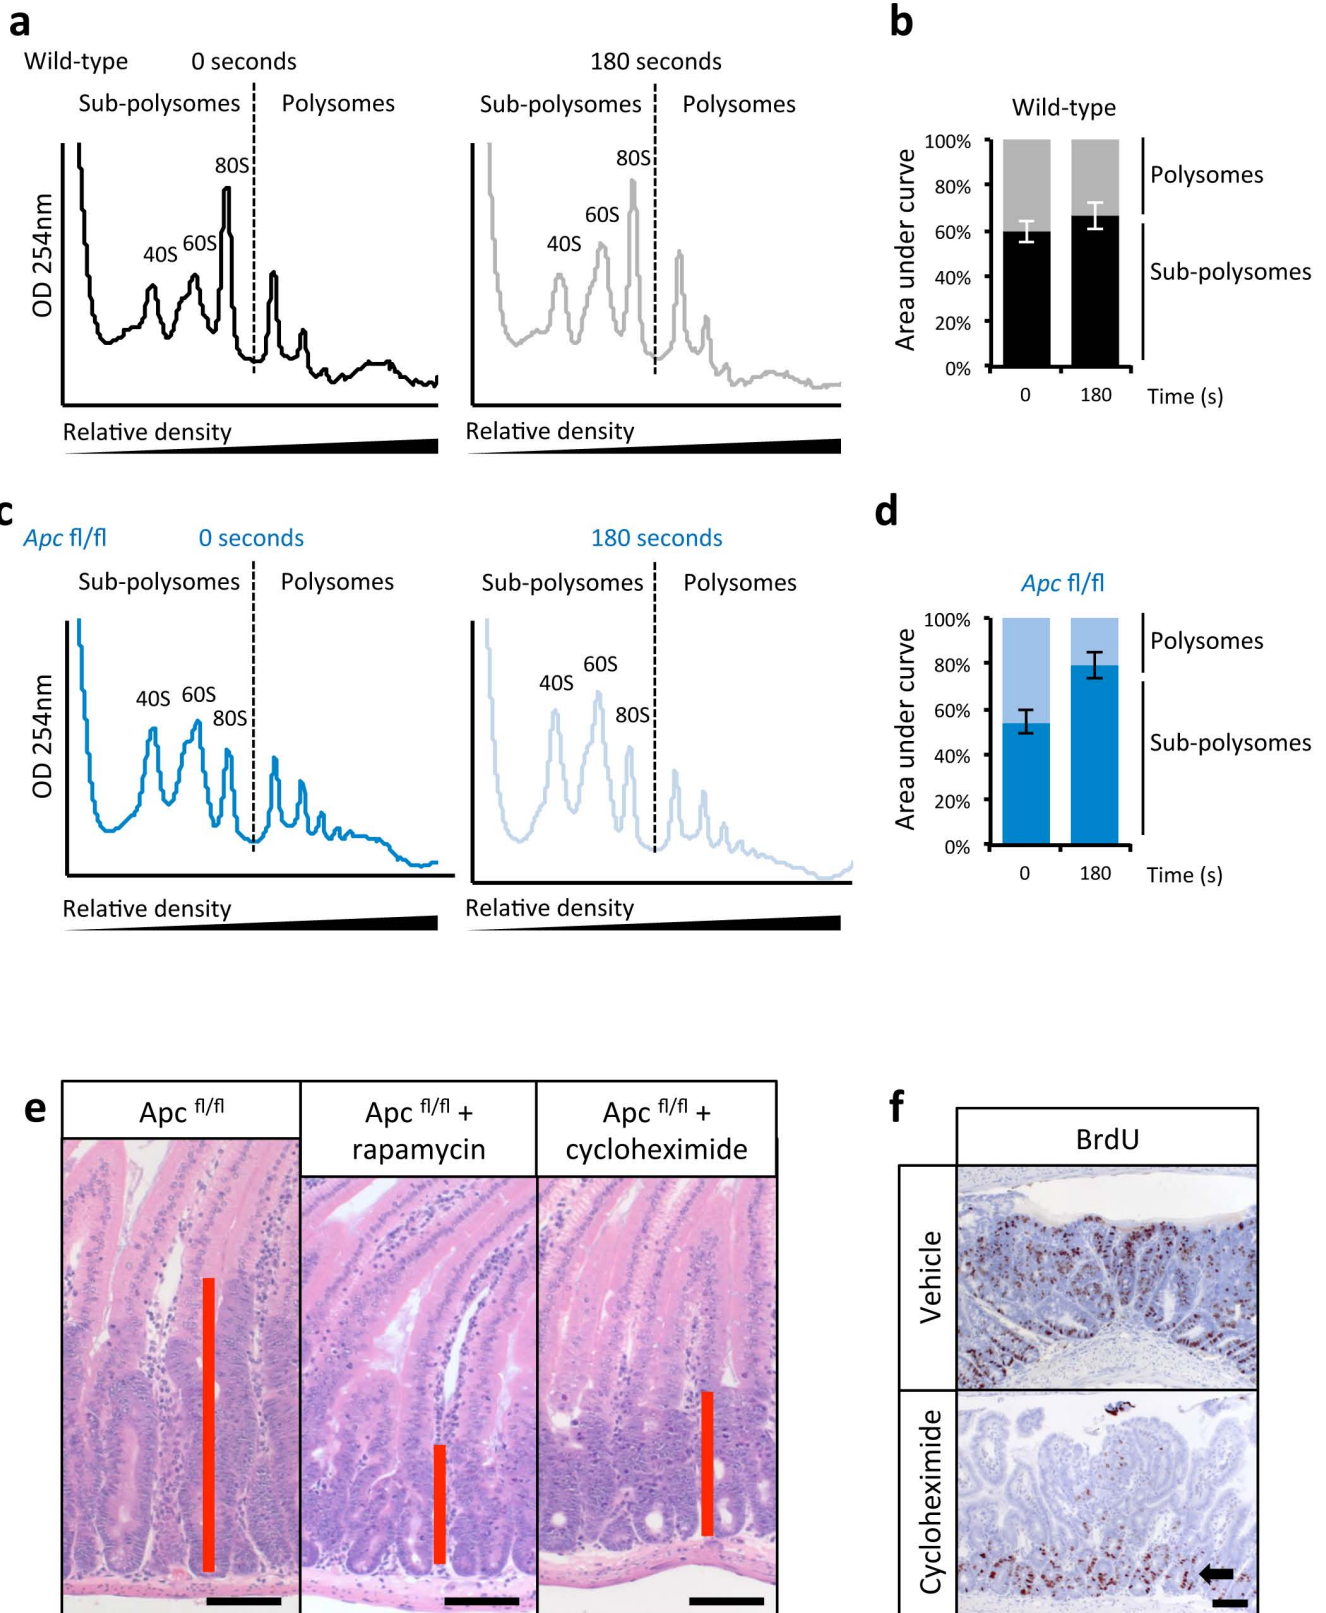 a
Wild-type 0 seconds 180 seconds
Sub-polysomes Polysomes Sub-polysomes Polysomes
OD 254nm
40S 60S 80S
40S 60S 80S
Relative density Relative density
b
Wild-type
Area under curve
100%
80%
60%
40%
20%
0%
Polysomes
Sub-polysomes
0 180 Time (s)
c
Apc fl/fl 0 seconds 180 seconds
Sub-polysomes Polysomes Sub-polysomes Polysomes
OD 254nm
40S 60S 80S
40S 60S 80S
Relative density Relative density
d
Apc fl/fl
Area under curve
100%
80%
60%
40%
20%
0%
Polysomes
Sub-polysomes
0 180 Time (s)
e
Apc fl/fl
Apc fl/fl +
rapamycin
Apc fl/fl +
cycloheximide
f
BrdU
Vehicle
Cycloheximide